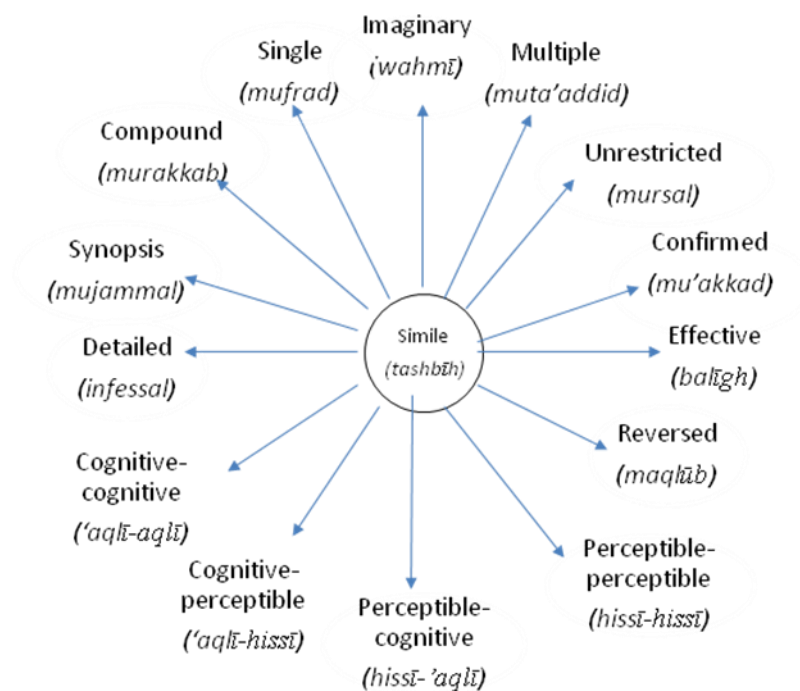 Imaginary
(wahmī)
Multiple
(muta’addid)
Unrestricted
(mursal)
Confirmed
(mu’akkad)
Effective
(balīgh)
Reversed
(maqlūb)
Perceptible-
perceptible
(hissī-hissī)
Perceptible-
cognitive
(hissī- ’aqlī)
Cognitive-
perceptible
(‘aqlī-hissī)
Cognitive-
cognitive
(‘aqlī-aqlī)
Detailed
(infessal)
Synopsis
(mujammal)
Compound
(murakkab)
Single
(mufrad)
Simile
(tashbīh)